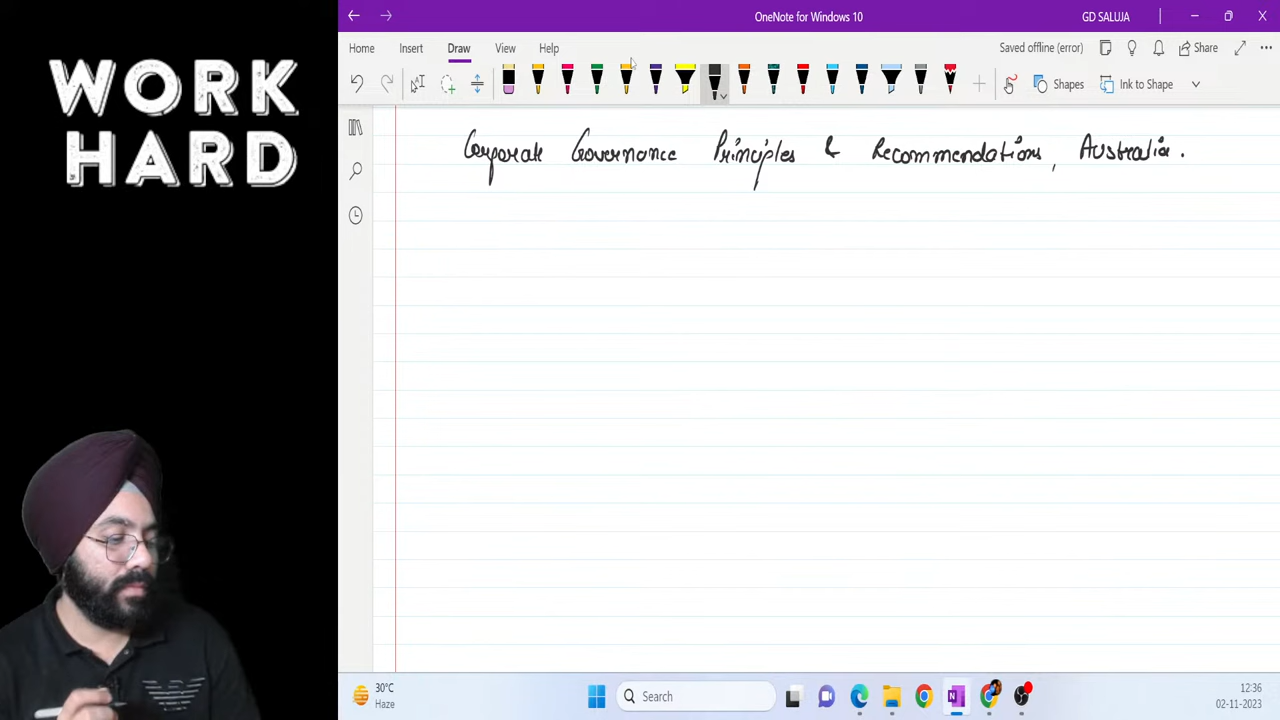 WORK
HARD
OneNote for Windows 10
GD SALUJA
Home Insert Draw View Help
Saved offline (error)
Share
Shapes
Ink to Shape
Corporate Governance Principles & Recommendations, Australia.
30°C
Haze
Search
12:36
02-11-2023